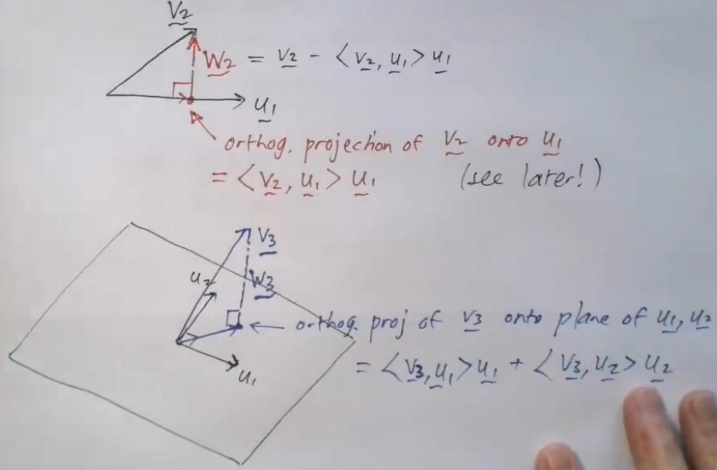 v2
w2 = v2 - <v2, u1> u1
u1
orthog. projection of v2 onto u1
= <v2, u1> u1 (see later!)
v3
u2 w3
orthog. proj of v3 onto plane of u1, u2
u1
= <v3, u1> u1 + <v3, u2> u2